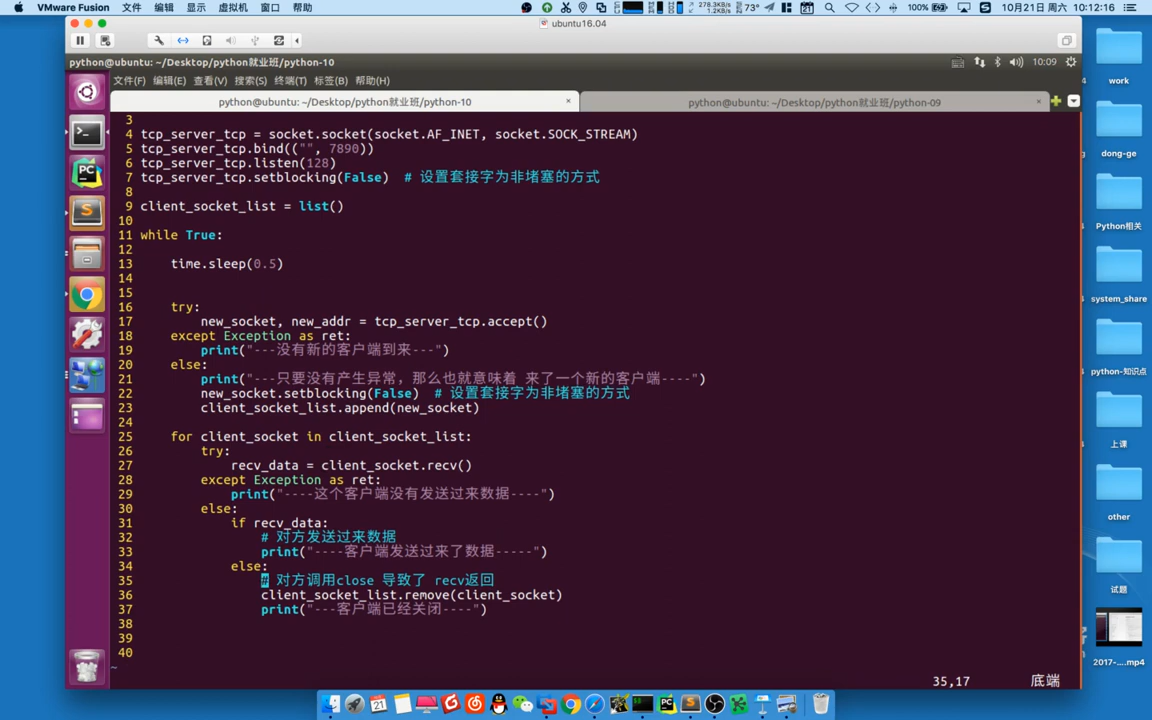 VMware Fusion 文件 编辑 显示 虚拟机 窗口 帮助
278.3KB/s
1.2KB/s
73° 21 100% 10月21日 周六 10:12:16
ubuntu16.04
python@ubuntu: ~/Desktop/python就业班/python-10
10:09
文件(F) 编辑(E) 查看(V) 搜索(S) 终端(T) 标签(B) 帮助(H)
python@ubuntu: ~/Desktop/python就业班/python-10 ×
python@ubuntu: ~/Desktop/python就业班/python-09 ×
3
4 tcp_server_tcp = socket.socket(socket.AF_INET, socket.SOCK_STREAM)
5 tcp_server_tcp.bind(("", 7890))
6 tcp_server_tcp.listen(128)
7 tcp_server_tcp.setblocking(False)  # 设置套接字为非堵塞的方式
8
9 client_socket_list = list()
10
11 while True:
12
13     time.sleep(0.5)
14
15
16     try:
17         new_socket, new_addr = tcp_server_tcp.accept()
18     except Exception as ret:
19         print("---没有新的客户端到来---")
20     else:
21         print("---只要没有产生异常，那么也就意味着 来了一个新的客户端----")
22         new_socket.setblocking(False)  # 设置套接字为非堵塞的方式
23         client_socket_list.append(new_socket)
24
25     for client_socket in client_socket_list:
26         try:
27             recv_data = client_socket.recv()
28         except Exception as ret:
29             print("----这个客户端没有发送过来数据----")
30         else:
31             if recv_data:
32                 # 对方发送过来数据
33                 print("----客户端发送过来了数据-----")
34             else:
35                 # 对方调用close 导致了 recv返回
36                 client_socket_list.remove(client_socket)
37                 print("---客户端已经关闭----")
38
39
40
~
35,17 底端
work
dong-ge
Python相关
system_share
python-知识点
上课
other
试题
2017-....mp4